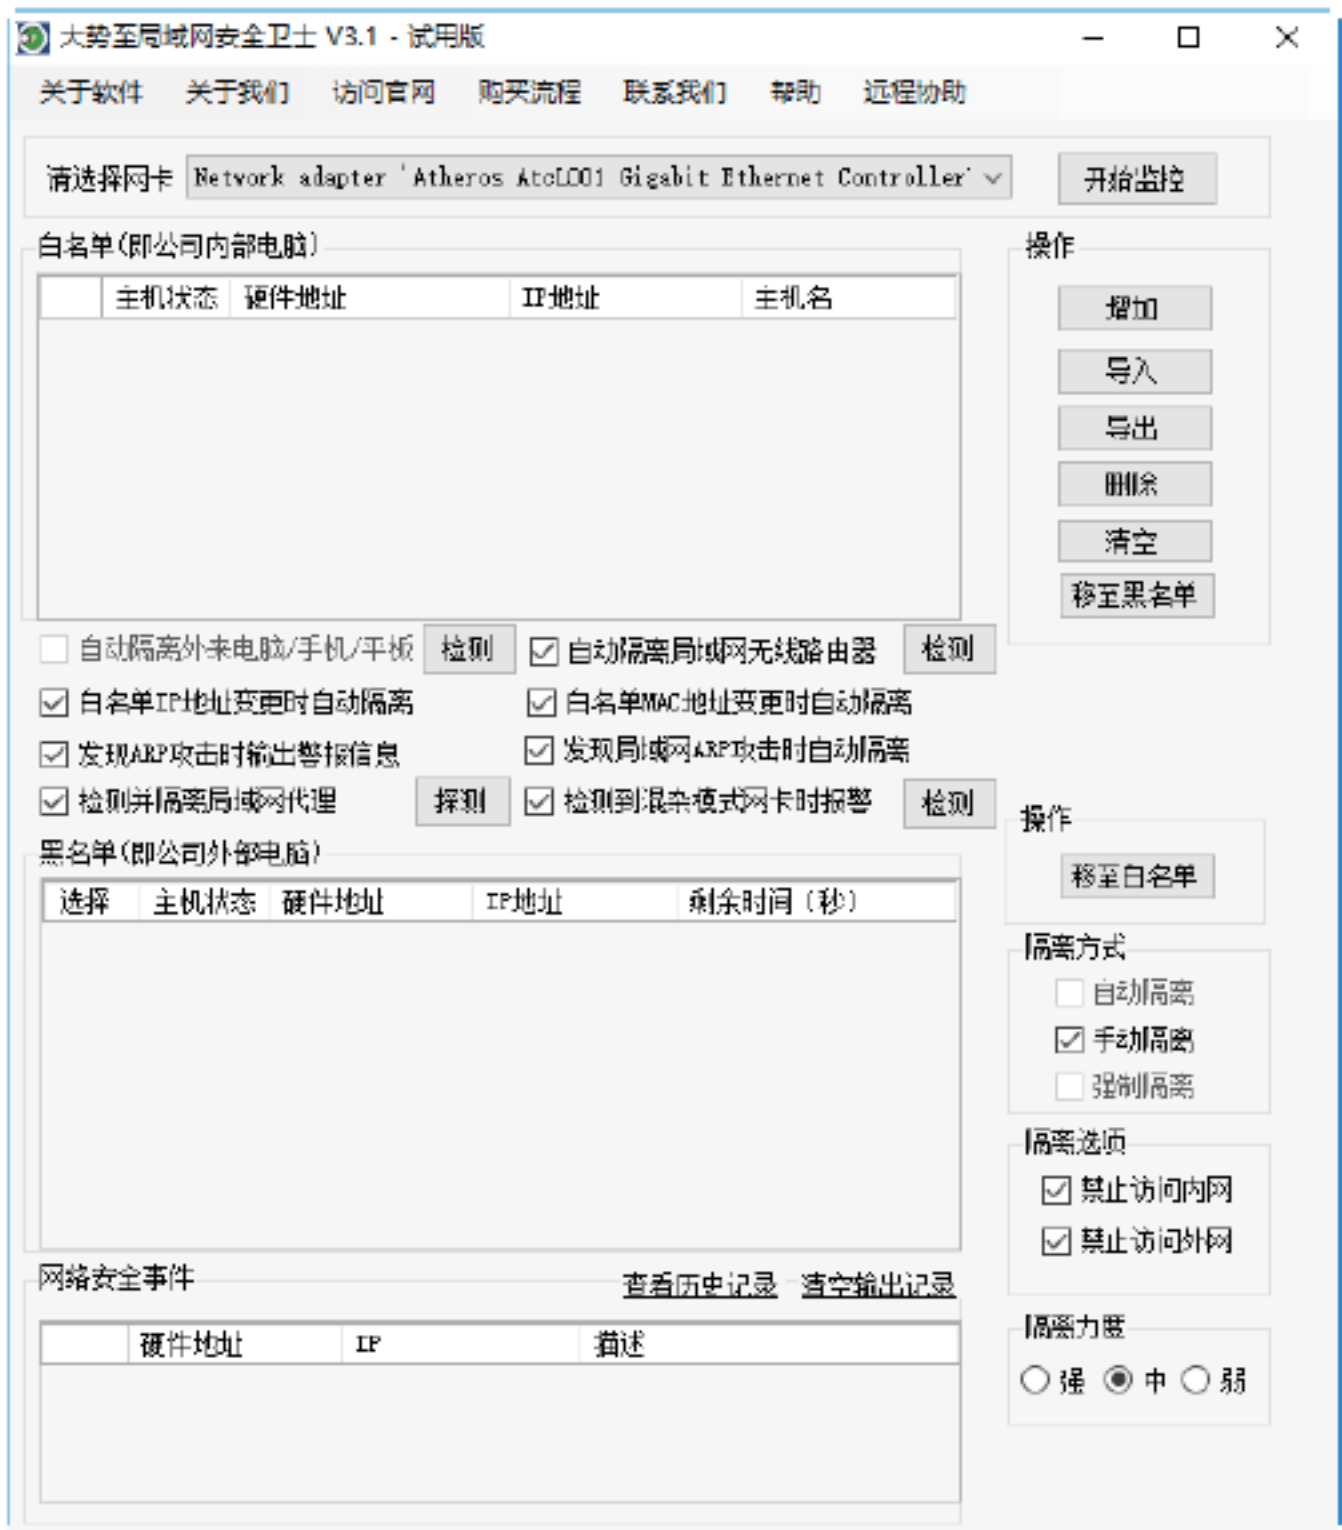 大势至局域网安全卫士 V3.1 - 试用版
关于软件 关于我们 访问官网 购买流程 联系我们 帮助 远程协助
请选择网卡 Network adapter 'Atheros AtcL001 Gigabit Ethernet Controller' 开始监控
白名单(即公司内部电脑)
主机状态 硬件地址 IP地址 主机名
操作
增加
导入
导出
删除
清空
移至黑名单
自动隔离外来电脑/手机/平板 检测 自动隔离局域网无线路由器 检测
白名单IP地址变更时自动隔离 白名单MAC地址变更时自动隔离
发现ARP攻击时输出警报信息 发现局域网ARP攻击时自动隔离
检测并隔离局域网代理 探测 检测到混杂模式网卡时报警 检测
黑名单(即公司外部电脑)
选择 主机状态 硬件地址 IP地址 剩余时间（秒）
操作
移至白名单
隔离方式
自动隔离
手动隔离
强制隔离
隔离选项
禁止访问内网
禁止访问外网
网络安全事件 查看历史记录 清空输出记录
硬件地址 IP 描述
隔离力度
强 中 弱